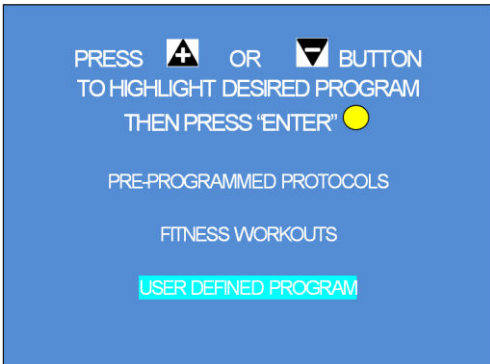 PRESS + OR − BUTTON
TO HIGHLIGHT DESIRED PROGRAM
THEN PRESS “ENTER”
PRE-PROGRAMMED PROTOCOLS
FITNESS WORKOUTS
USER DEFINED PROGRAM